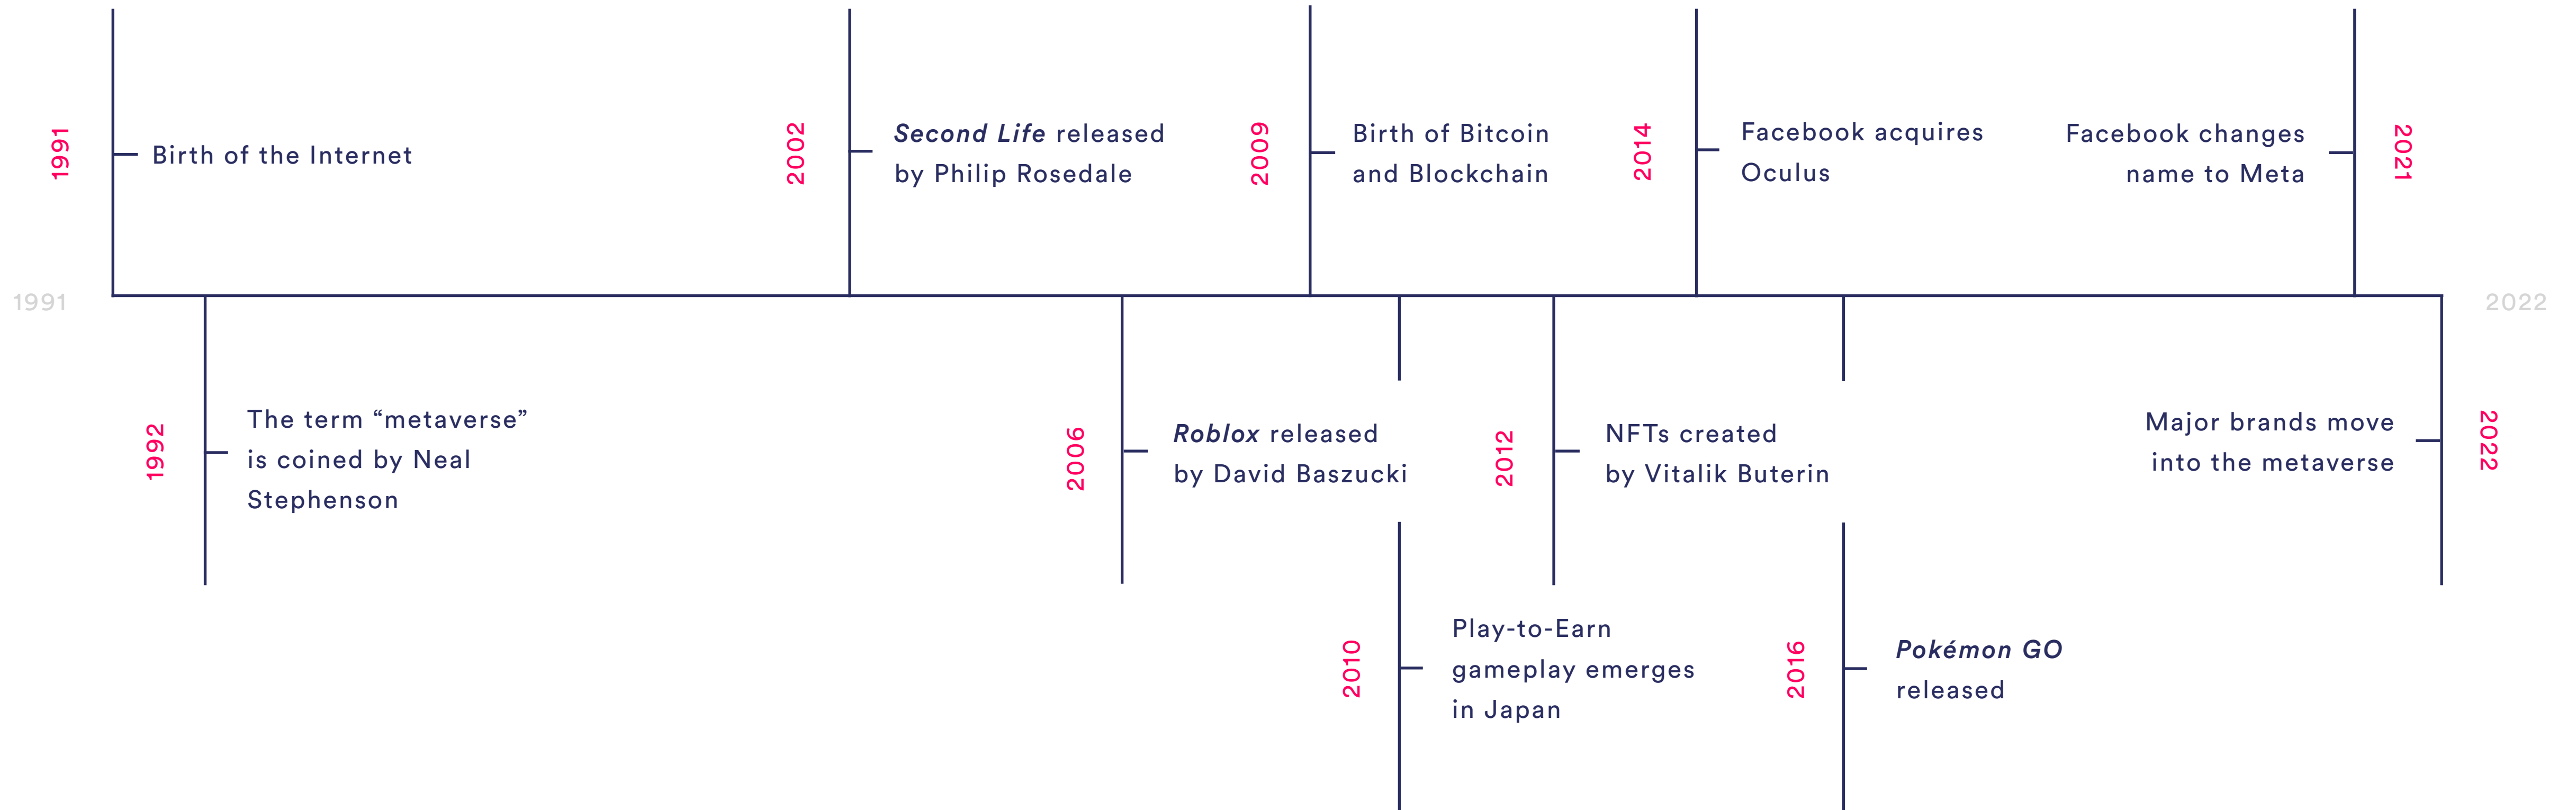 1991
Birth of the Internet
2002
Second Life released
by Philip Rosedale
2009
Birth of Bitcoin
and Blockchain
2014
Facebook acquires
Oculus
Facebook changes
name to Meta
2021
1991
2022
1992
The term “metaverse”
is coined by Neal
Stephenson
2006
Roblox released
by David Baszucki
2012
NFTs created
by Vitalik Buterin
Major brands move
into the metaverse
2022
2010
Play-to-Earn
gameplay emerges
in Japan
2016
Pokémon GO
released